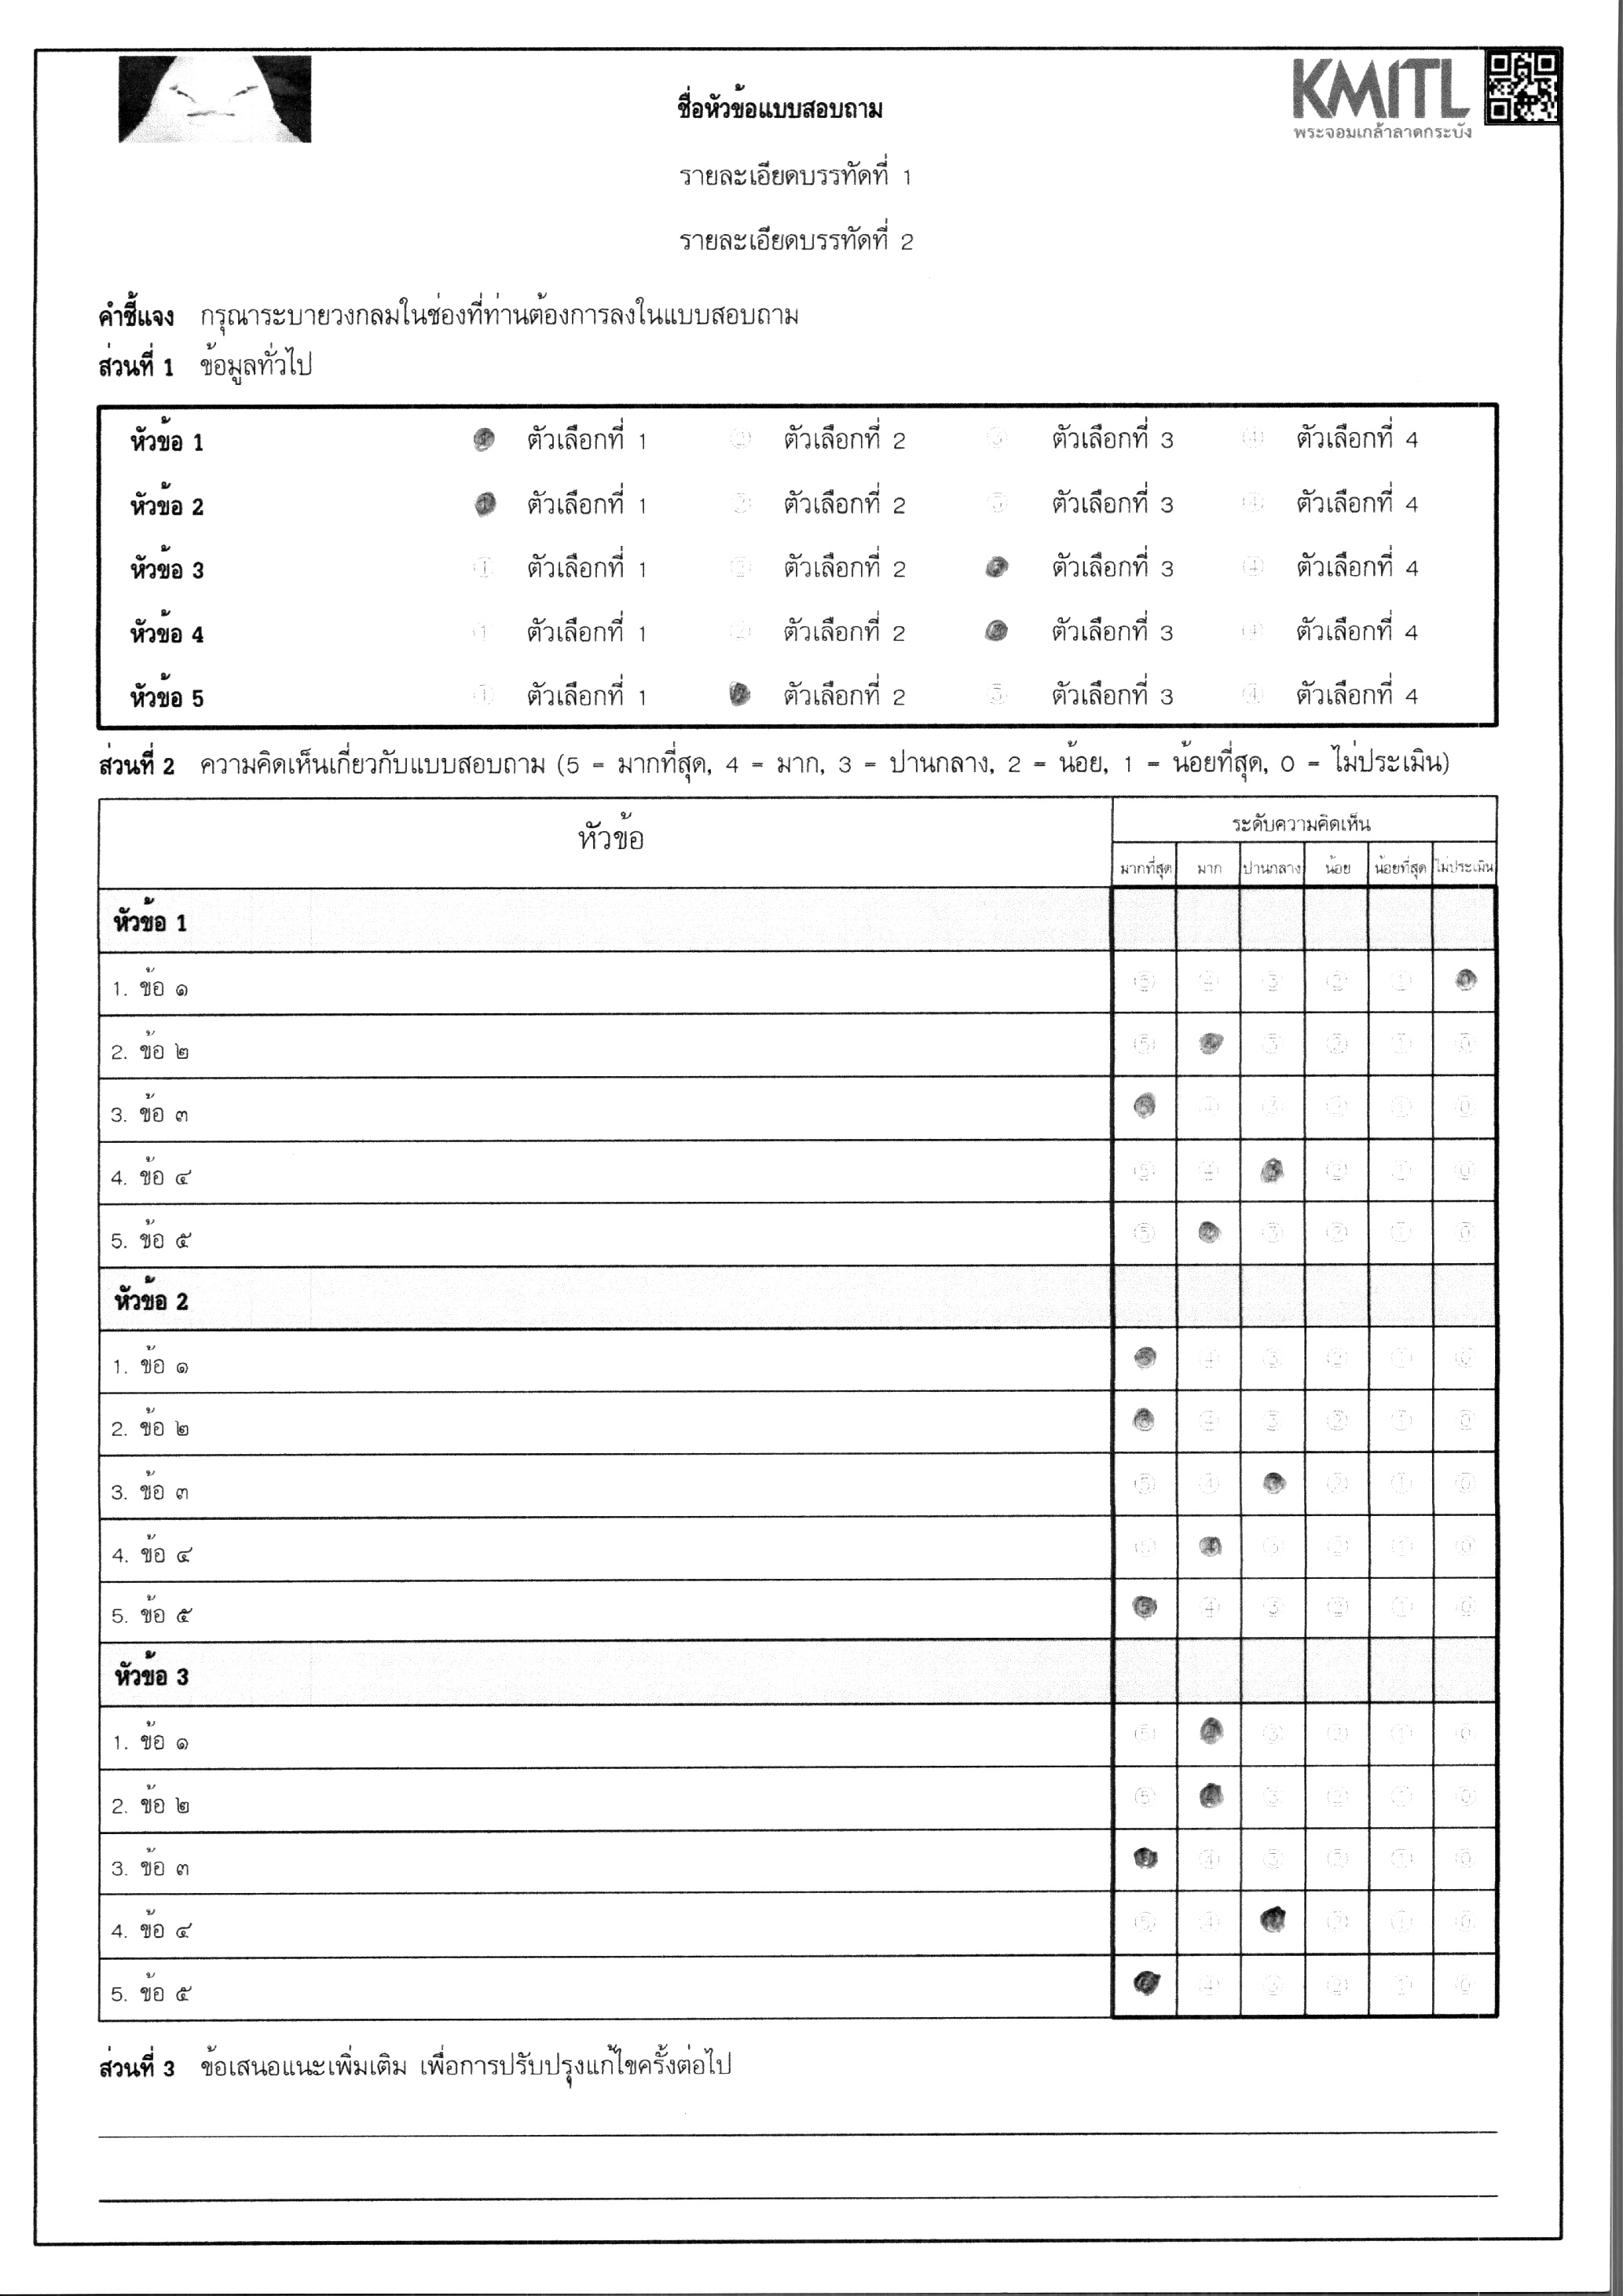 KMITL
พระจอมเกล้าลาดกระบัง
ชื่อหัวข้อแบบสอบถาม
รายละเอียดบรรทัดที่ 1
รายละเอียดบรรทัดที่ 2
คำชี้แจง กรุณาระบายวงกลมในช่องที่ท่านต้องการลงในแบบสอบถาม
ส่วนที่ 1 ข้อมูลทั่วไป
หัวข้อ 1 ตัวเลือกที่ 1 ตัวเลือกที่ 2 ตัวเลือกที่ 3 ④ ตัวเลือกที่ 4
หัวข้อ 2 ตัวเลือกที่ 1 ตัวเลือกที่ 2 ตัวเลือกที่ 3 ④ ตัวเลือกที่ 4
หัวข้อ 3 ① ตัวเลือกที่ 1 ตัวเลือกที่ 2 ตัวเลือกที่ 3 ④ ตัวเลือกที่ 4
หัวข้อ 4 ① ตัวเลือกที่ 1 ② ตัวเลือกที่ 2 ตัวเลือกที่ 3 ④ ตัวเลือกที่ 4
หัวข้อ 5 ① ตัวเลือกที่ 1 ตัวเลือกที่ 2 ③ ตัวเลือกที่ 3 ④ ตัวเลือกที่ 4
ส่วนที่ 2 ความคิดเห็นเกี่ยวกับแบบสอบถาม (5 = มากที่สุด, 4 = มาก, 3 = ปานกลาง, 2 = น้อย, 1 = น้อยที่สุด, 0 = ไม่ประเมิน)
หัวข้อ
ระดับความคิดเห็น
มากที่สุด มาก ปานกลาง น้อย น้อยที่สุด ไม่ประเมิน
หัวข้อ 1
1. ข้อ ๑ ⑤ ④ ③ ② ①
2. ข้อ ๒ ⑤ ③ ② ① ⓪
3. ข้อ ๓ ④ ③ ② ① ⓪
4. ข้อ ๔ ⑤ ④ ② ① ⓪
5. ข้อ ๕ ⑤ ③ ② ① ⓪
หัวข้อ 2
1. ข้อ ๑ ④ ③ ② ① ⓪
2. ข้อ ๒ ④ ③ ② ① ⓪
3. ข้อ ๓ ⑤ ④ ② ① ⓪
4. ข้อ ๔ ⑤ ③ ② ① ⓪
5. ข้อ ๕ ④ ③ ② ① ⓪
หัวข้อ 3
1. ข้อ ๑ ⑤ ③ ② ① ⓪
2. ข้อ ๒ ⑤ ③ ② ① ⓪
3. ข้อ ๓ ④ ③ ② ① ⓪
4. ข้อ ๔ ⑤ ④ ② ① ⓪
5. ข้อ ๕ ④ ③ ② ① ⓪
ส่วนที่ 3 ข้อเสนอแนะเพิ่มเติม เพื่อการปรับปรุงแก้ไขครั้งต่อไป